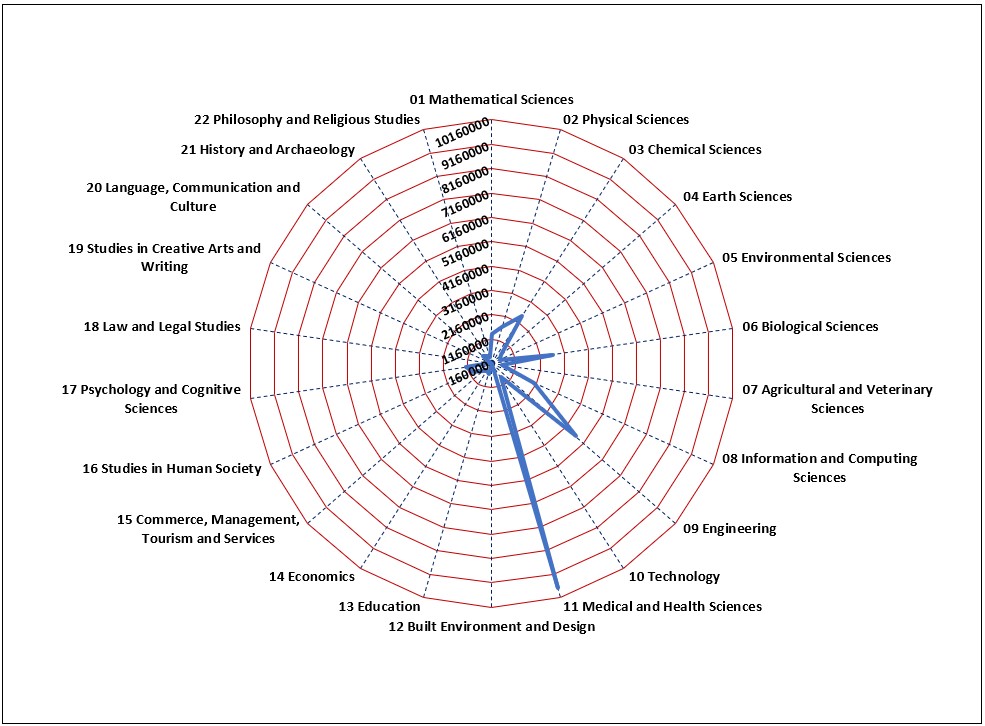 01 Mathematical Sciences
22 Philosophy and Religious Studies
02 Physical Sciences
21 History and Archaeology
03 Chemical Sciences
20 Language, Communication and
Culture
04 Earth Sciences
19 Studies in Creative Arts and
Writing
05 Environmental Sciences
18 Law and Legal Studies
06 Biological Sciences
17 Psychology and Cognitive
Sciences
07 Agricultural and Veterinary
Sciences
16 Studies in Human Society
08 Information and Computing
Sciences
15 Commerce, Management,
Tourism and Services
09 Engineering
14 Economics
10 Technology
13 Education
11 Medical and Health Sciences
12 Built Environment and Design
10160000
9160000
8160000
7160000
6160000
5160000
4160000
3160000
2160000
1160000
160000